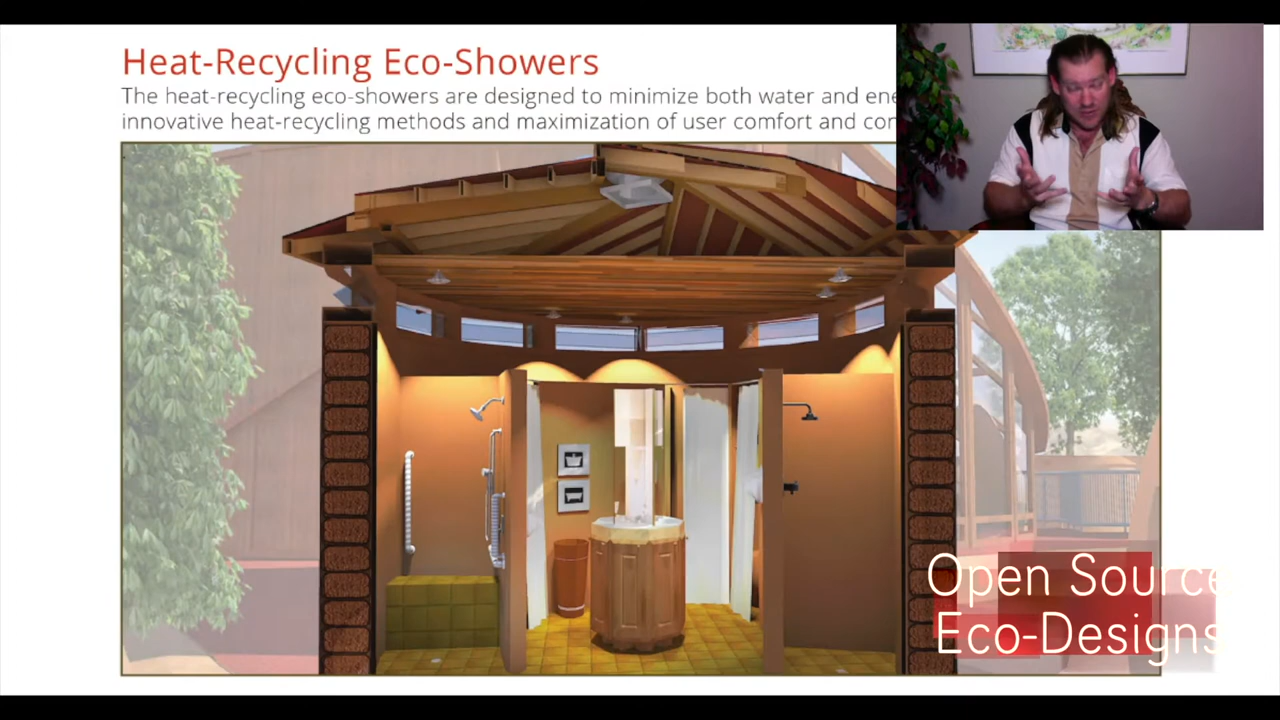 Heat-Recycling Eco-Showers
The heat-recycling eco-showers are designed to minimize both water and
innovative heat-recycling methods and maximization of user comfort and
Open Source
Eco-Designs